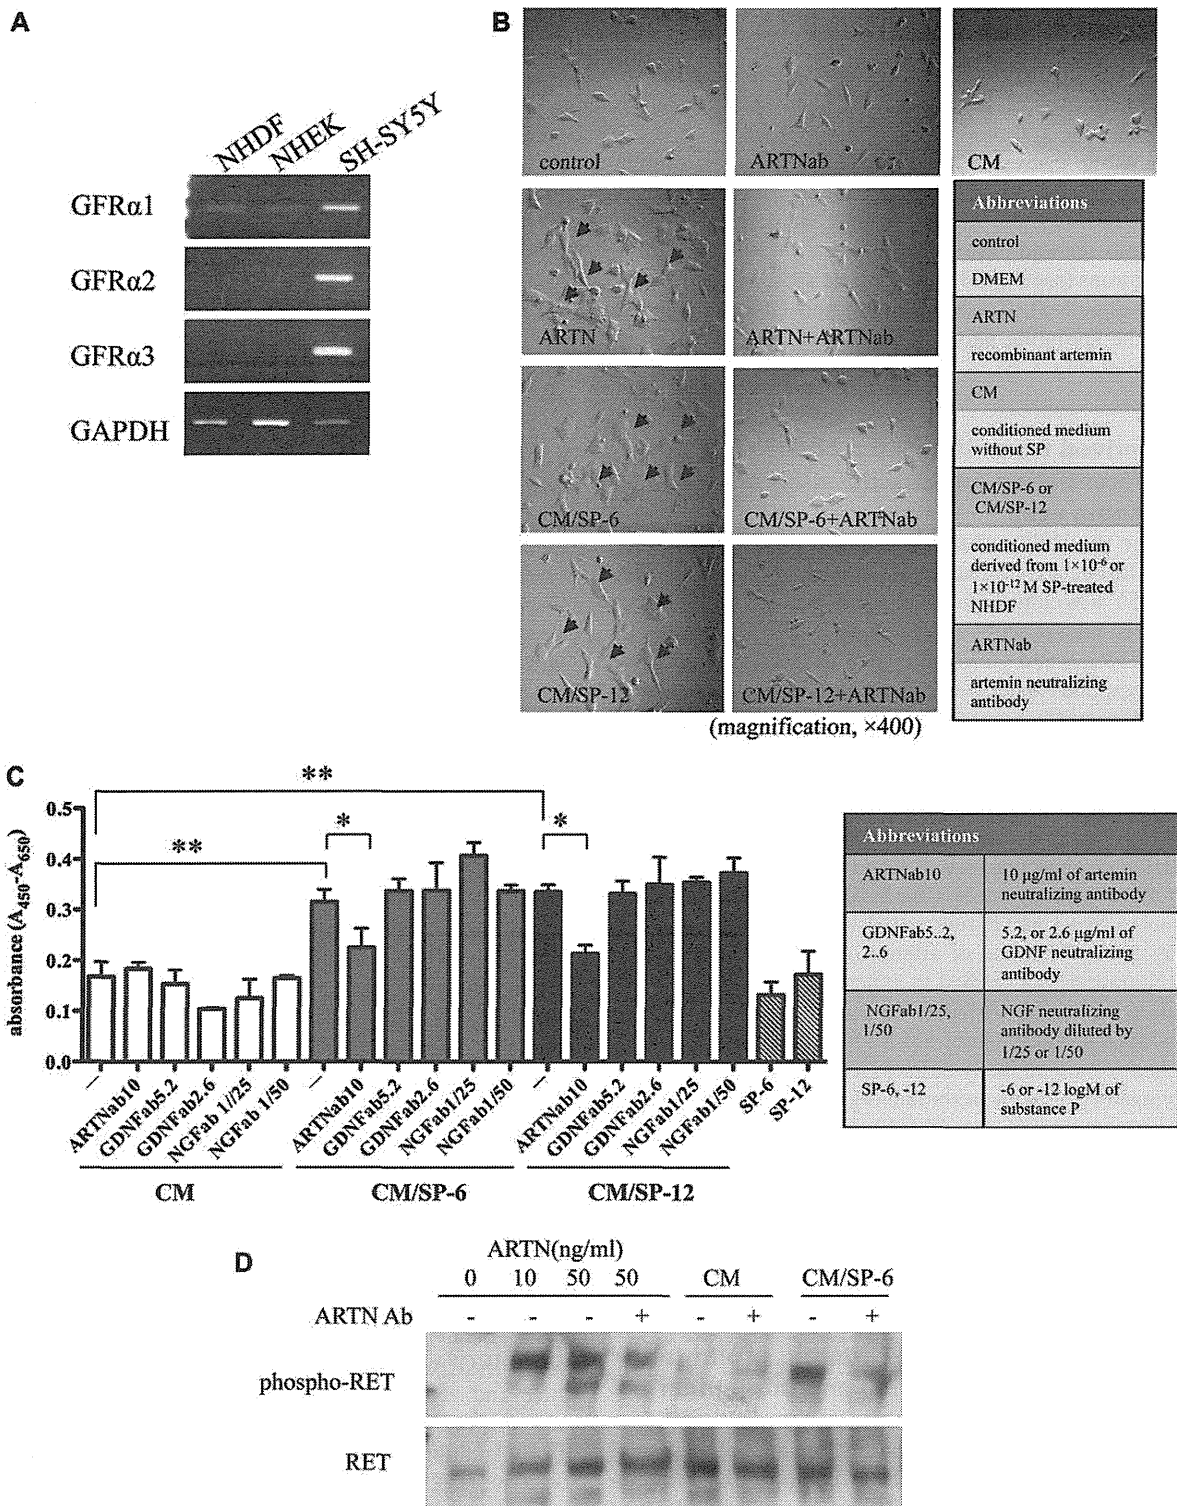 A
NHDF
NHEK
SH-SY5Y
GFRα1
GFRα2
GFRα3
GAPDH
B
control
ARTNab
CM
ARTN
ARTN+ARTNab
CM/SP-6
CM/SP-6+ARTNab
CM/SP-12
CM/SP-12+ARTNab
(magnification, ×400)
Abbreviations
control
DMEM
ARTN
recombinant artemin
CM
conditioned medium
without SP
CM/SP-6 or
CM/SP-12
conditioned medium
derived from 1×10⁻⁶ or
1×10⁻¹² M SP-treated
NHDF
ARTNab
artemin neutralizing
antibody
C
absorbance (A₄₅₀-A₆₅₀)
0.5
0.4
0.3
0.2
0.1
0.0
**
**
*
*
–
ARTNab10
GDNFab5.2
GDNFab2.6
NGFab 1//25
NGFab 1/50
–
ARTNab10
GDNFab5.2
GDNFab2.6
NGFab1/25
NGFab1/50
–
ARTNab10
GDNFab5.2
GDNFab2.6
NGFab1/25
NGFab1/50
SP-6
SP-12
CM
CM/SP-6
CM/SP-12
Abbreviations
ARTNab10
10 μg/ml of artemin
neutralizing antibody
GDNFab5..2,
2..6
5.2, or 2.6 μg/ml of
GDNF neutralizing
antibody
NGFab1/25,
1/50
NGF neutralizing
antibody diluted by
1/25 or 1/50
SP-6, -12
-6 or -12 logM of
substance P
D
ARTN(ng/ml)
0 10 50 50 CM CM/SP-6
ARTN Ab - - - + - + - +
phospho-RET
RET